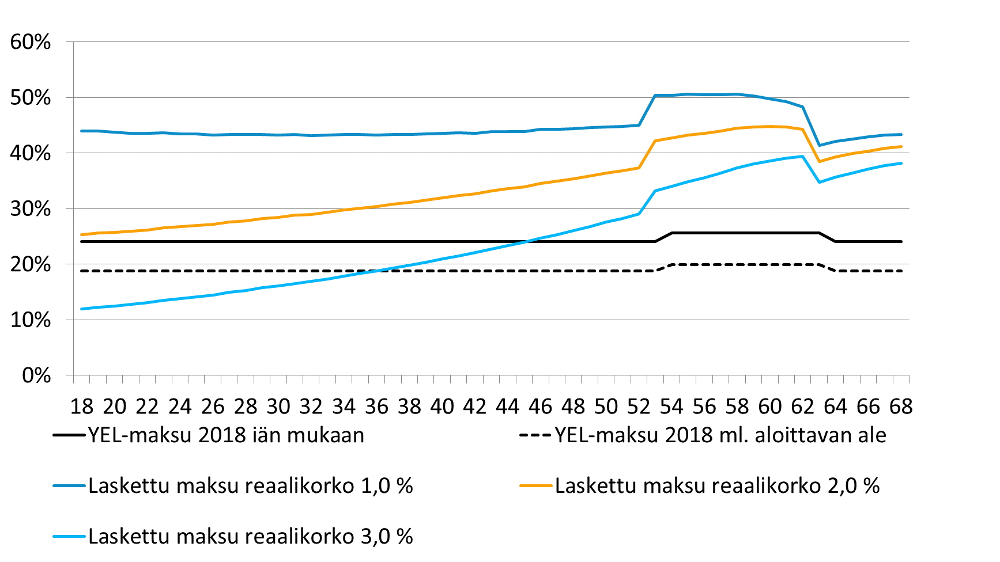 60%
50%
40%
30%
20%
10%
0%
18 20 22 24 26 28 30 32 34 36 38 40 42 44 46 48 50 52 54 56 58 60 62 64 66 68
YEL-maksu 2018 iän mukaan
YEL-maksu 2018 ml. aloittavan ale
Laskettu maksu reaalikorko 1,0 %
Laskettu maksu reaalikorko 2,0 %
Laskettu maksu reaalikorko 3,0 %